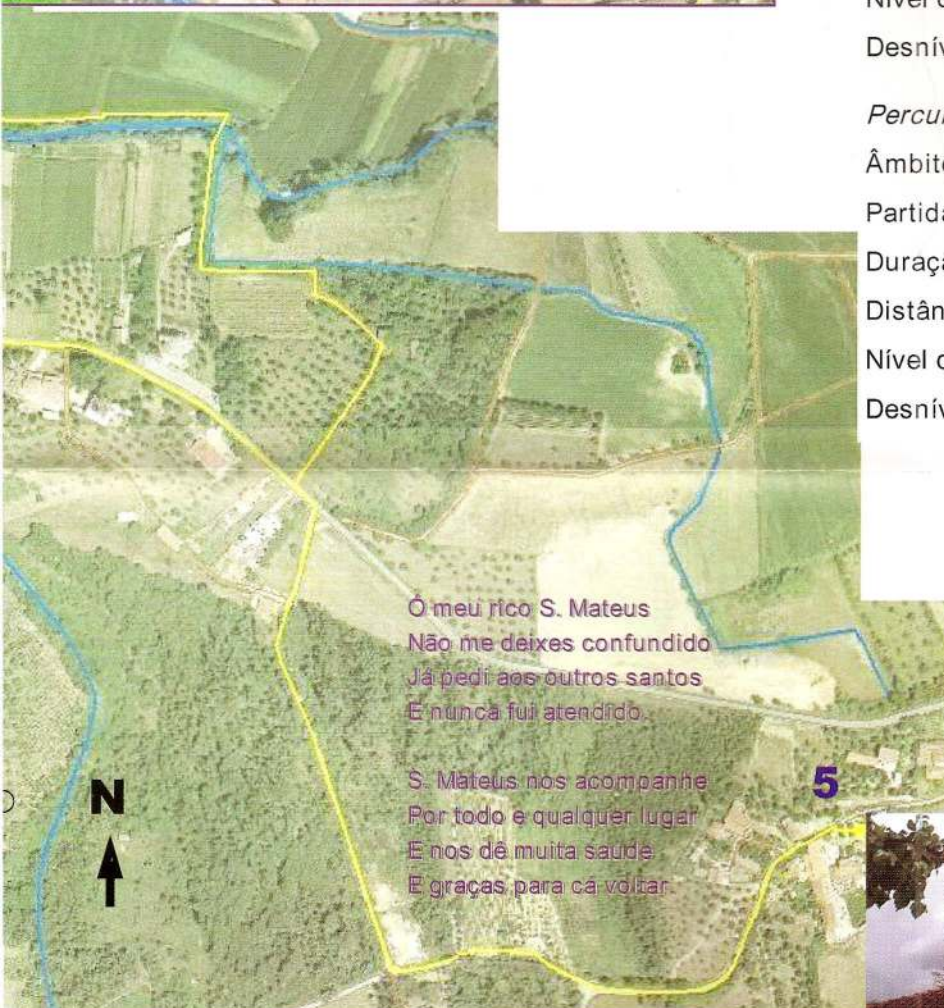 Nível
Desnív
Percur
Âmbito
Partida
Duraçã
Distân
Nível d
Desnív
Ó meu rico S. Mateus
Não me deixes confundido
Já pedi aos outros santos
E nunca fui atendido.
S. Mateus nos acompanhe
Por todo e qualquer lugar
E nos dê muita saúde
E graças para cá voltar.
5
N